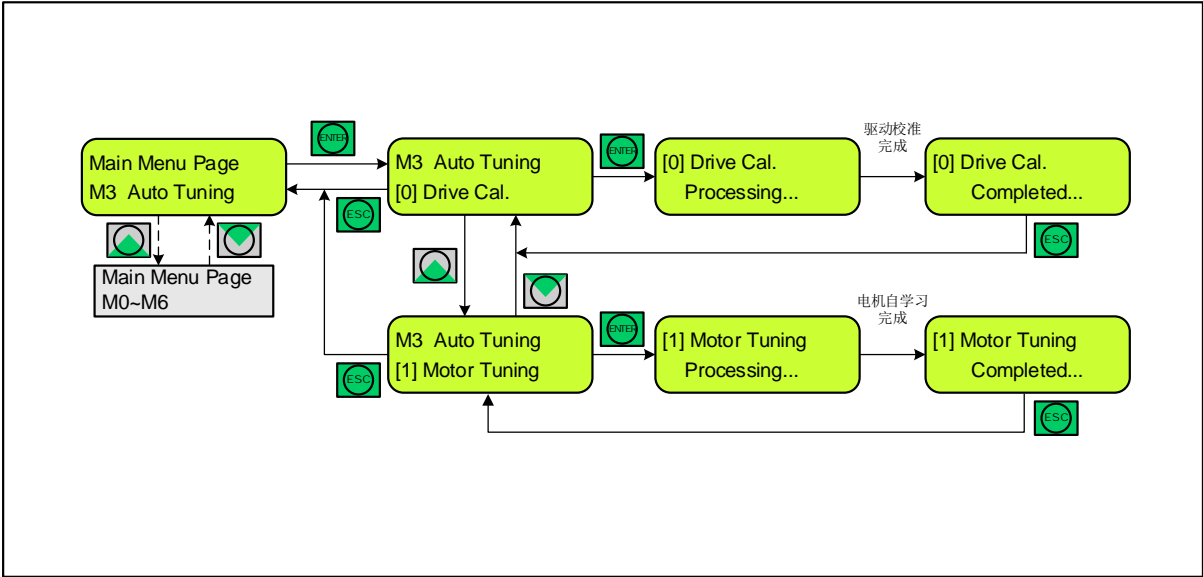 驱动校准
完成
ENTER
ENTER
Main Menu Page
M3 Auto Tuning
M3 Auto Tuning
[0] Drive Cal.
[0] Drive Cal.
Processing...
[0] Drive Cal.
Completed...
ESC
ESC
Main Menu Page
M0~M6
电机自学习
完成
ENTER
M3 Auto Tuning
[1] Motor Tuning
[1] Motor Tuning
Processing...
[1] Motor Tuning
Completed...
ESC
ESC